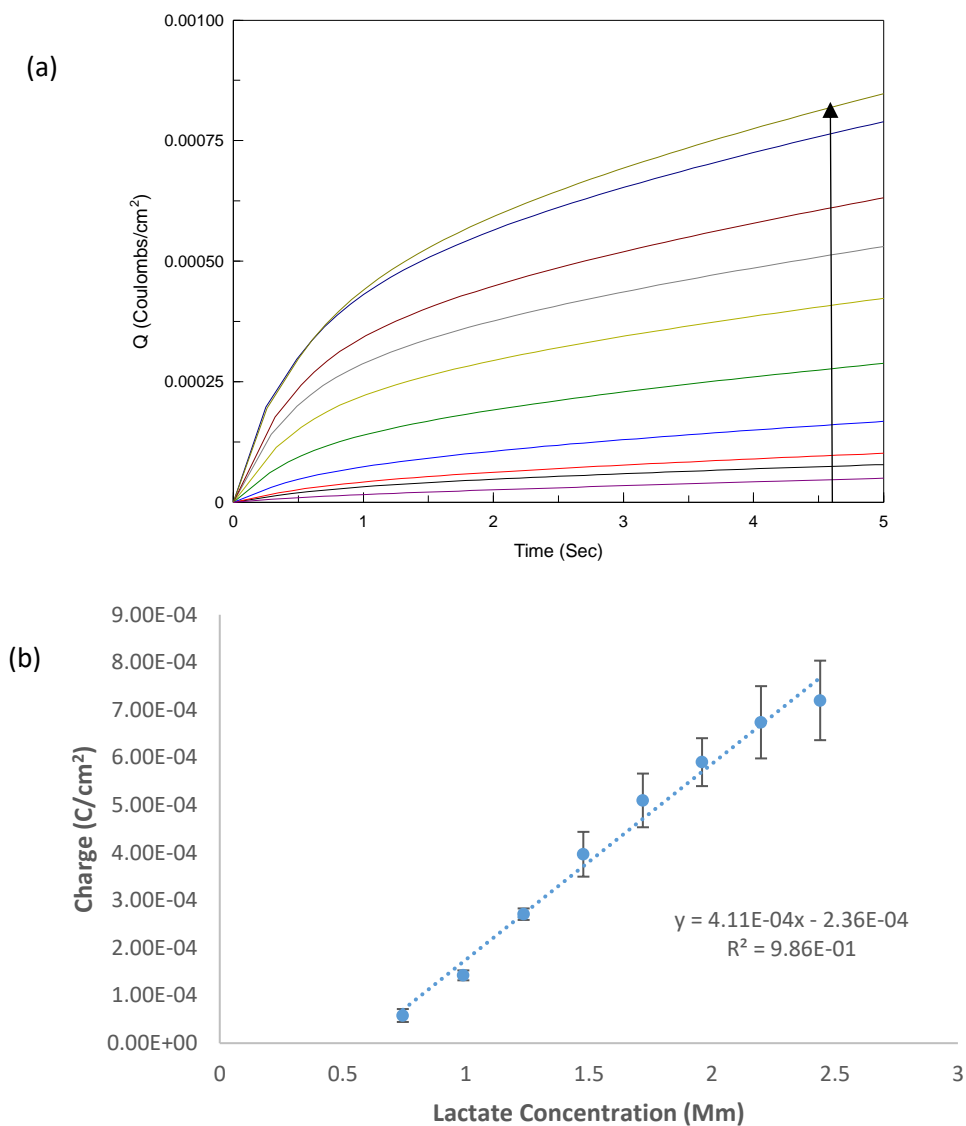 (a)
0.00100
0.00075
0.00050
0.00025
0
Q (Coulombs/cm²)
0 1 2 3 4 5
Time (Sec)
(b)
9.00E-04
8.00E-04
7.00E-04
6.00E-04
5.00E-04
4.00E-04
3.00E-04
2.00E-04
1.00E-04
0.00E+00
Charge (C/cm²)
y = 4.11E-04x - 2.36E-04
R² = 9.86E-01
0 0.5 1 1.5 2 2.5 3
Lactate Concentration (Mm)